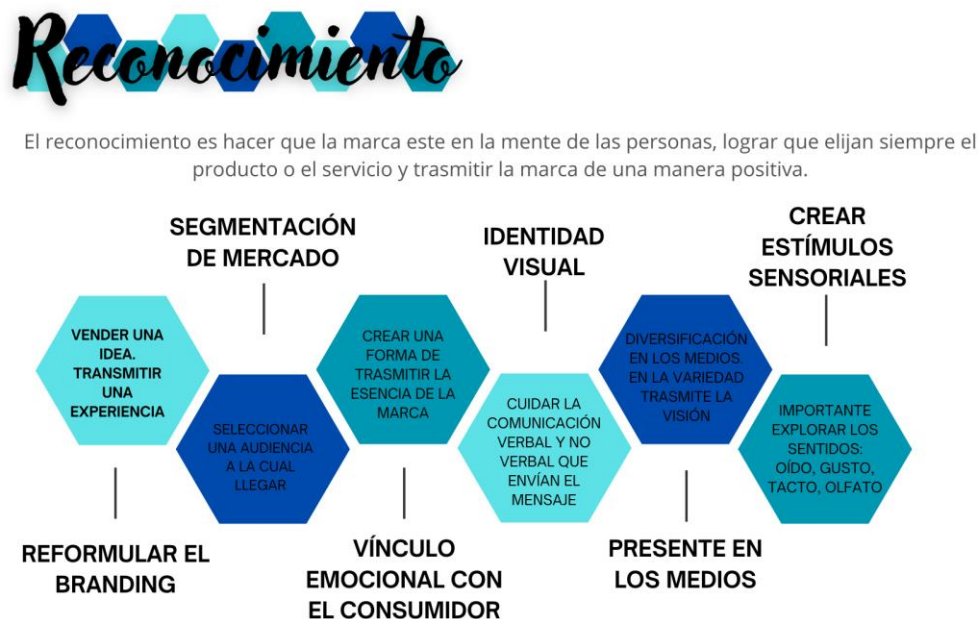 Reconocimiento
El reconocimiento es hacer que la marca este en la mente de las personas, lograr que elijan siempre el
producto o el servicio y trasmitir la marca de una manera positiva.
SEGMENTACIÓN
DE MERCADO
IDENTIDAD
VISUAL
CREAR
ESTÍMULOS
SENSORIALES
VENDER UNA
IDEA.
TRANSMITIR
UNA
EXPERIENCIA
SELECCIONAR
UNA AUDIENCIA
A LA CUAL
LLEGAR
CREAR UNA
FORMA DE
TRASMITIR LA
ESENCIA DE LA
MARCA
CUIDAR LA
COMUNICACIÓN
VERBAL Y NO
VERBAL QUE
ENVÍAN EL
MENSAJE
DIVERSIFICACIÓN
EN LOS MEDIOS.
EN LA VARIEDAD
TRASMITE LA
VISIÓN
IMPORTANTE
EXPLORAR LOS
SENTIDOS:
OÍDO, GUSTO,
TACTO, OLFATO
REFORMULAR EL
BRANDING
VÍNCULO
EMOCIONAL CON
EL CONSUMIDOR
PRESENTE EN
LOS MEDIOS